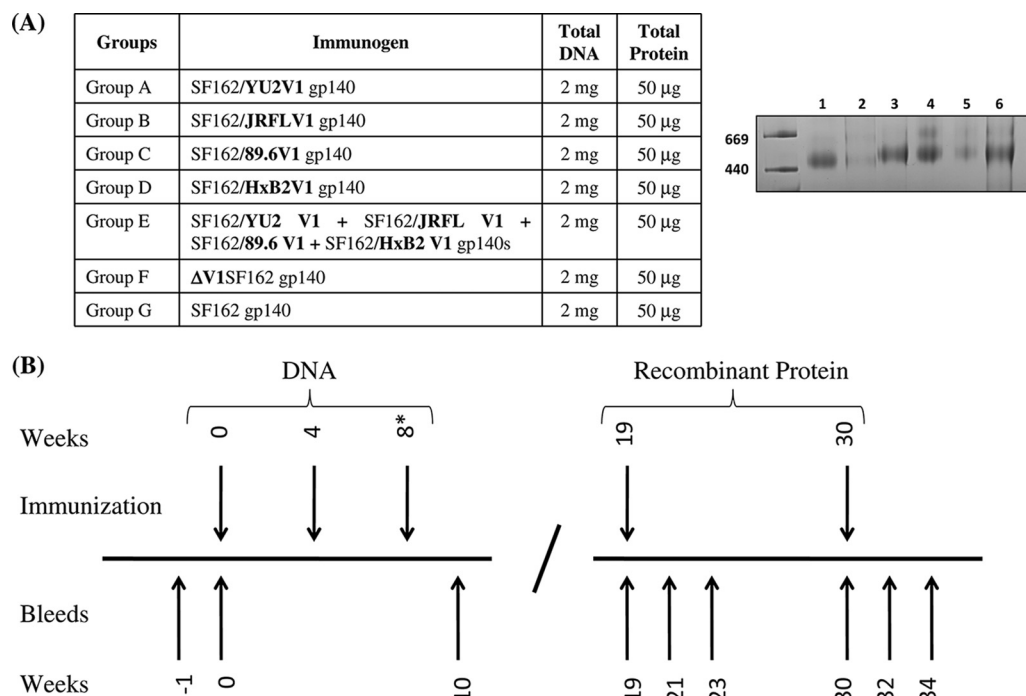 (A)
Groups Immunogen Total DNA Total Protein
Group A SF162/YU2V1 gp140 2 mg 50 µg
Group B SF162/JRFLV1 gp140 2 mg 50 µg
Group C SF162/89.6V1 gp140 2 mg 50 µg
Group D SF162/HxB2V1 gp140 2 mg 50 µg
Group E SF162/YU2 V1 + SF162/JRFL V1 + 2 mg 50 µg
SF162/89.6 V1 + SF162/HxB2 V1 gp140s
Group F ΔV1SF162 gp140 2 mg 50 µg
Group G SF162 gp140 2 mg 50 µg
1 2 3 4 5 6
669
440
(B)
DNA Recombinant Protein
Weeks 0 4 8* 19 30
Immunization
Bleeds
Weeks -1 0 10 19 21 23 30 32 34